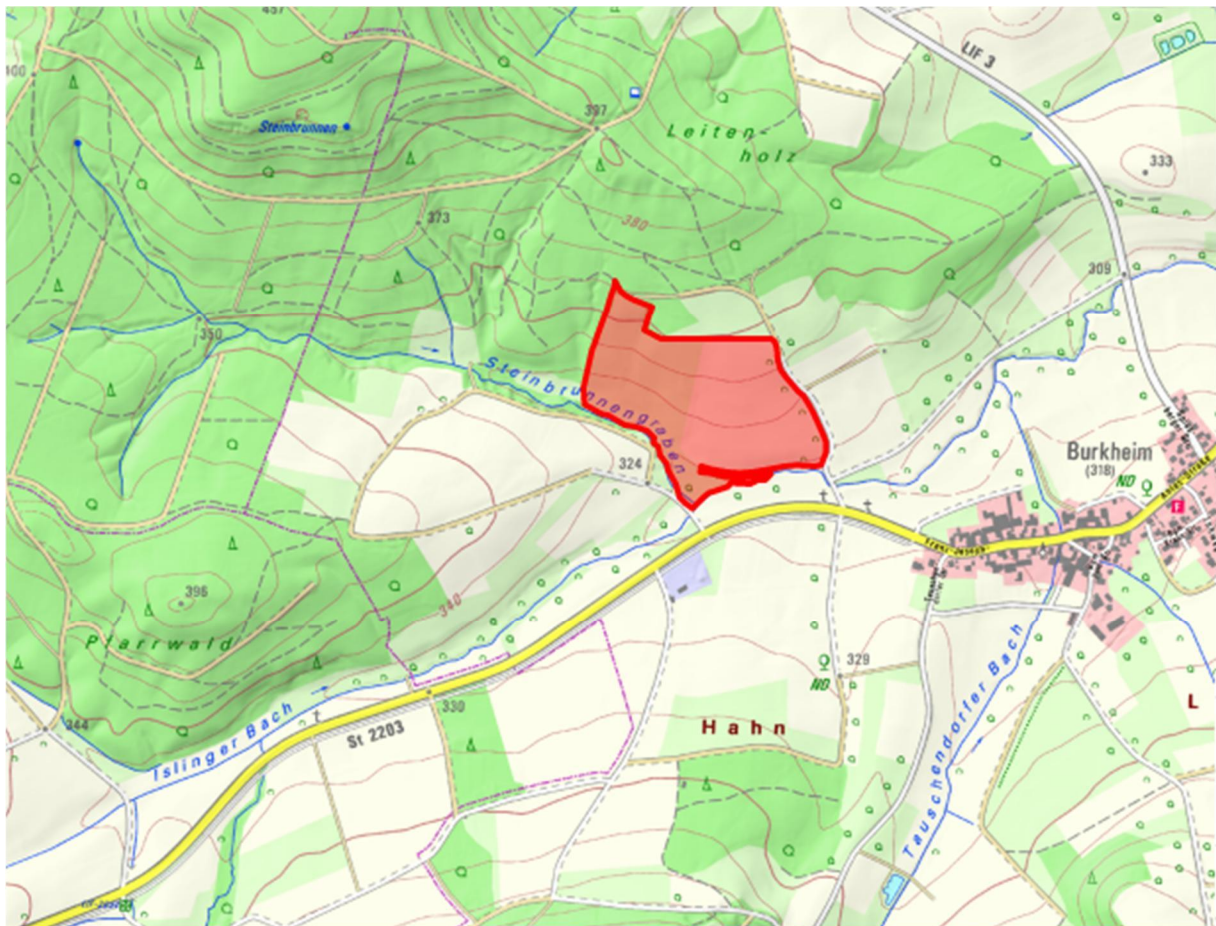 457
LIF 3
400
397
Steinbrunnen
Leiten-
holz
333
373
380
309
350
Steinbrunnengraben
324
Burkheim
(318)
ND
396
340
Pfarrwald
329
ND
344
330
Islinger Bach
St 2203
Hahn
L
Tauschendorfer Bach